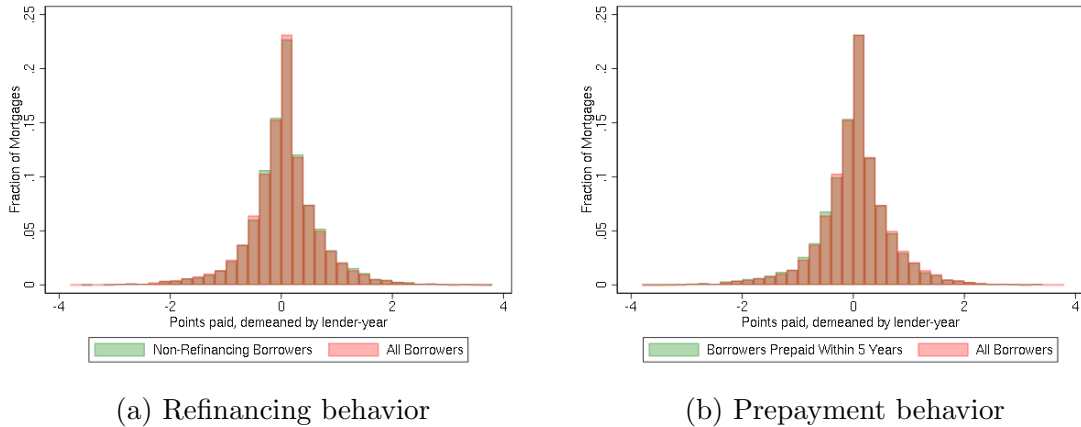 Fraction of Mortgages
0 .05 .1 .15 .2 .25
-4 -2 0 2 4
Points paid, demeaned by lender-year
Non-Refinancing Borrowers All Borrowers
(a) Refinancing behavior
Fraction of Mortgages
0 .05 .1 .15 .2 .25
-4 -2 0 2 4
Points paid, demeaned by lender-year
Borrowers Prepaid Within 5 Years All Borrowers
(b) Prepayment behavior